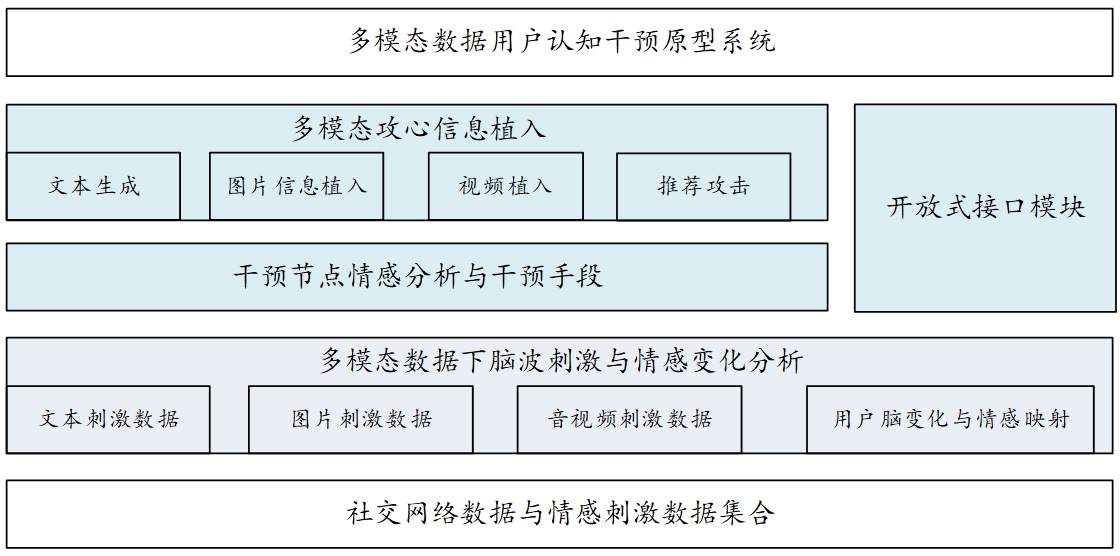 多模态数据用户认知干预原型系统
多模态攻心信息植入
文本生成
图片信息植入
视频植入
推荐攻击
开放式接口模块
干预节点情感分析与干预手段
多模态数据下脑波刺激与情感变化分析
文本刺激数据
图片刺激数据
音视频刺激数据
用户脑变化与情感映射
社交网络数据与情感刺激数据集合